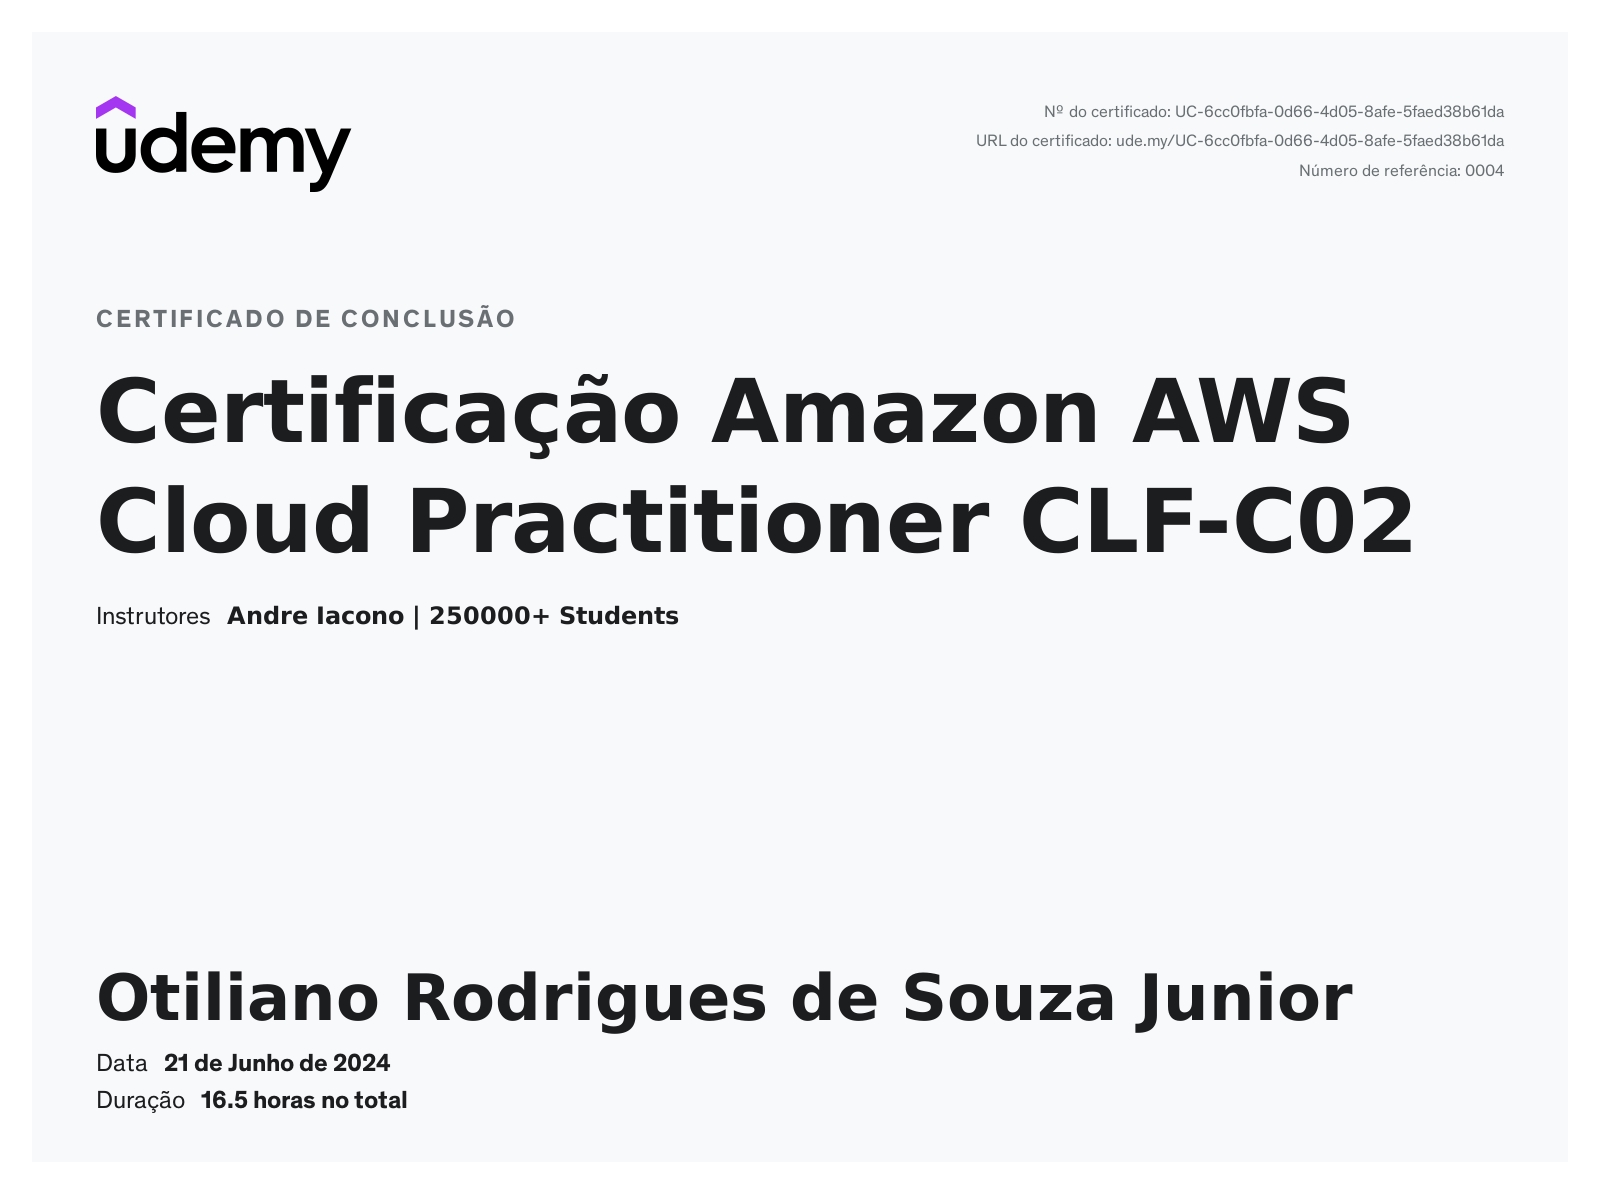 udemy
Nº do certificado: UC-6cc0fbfa-0d66-4d05-8afe-5faed38b61da
URL do certificado: ude.my/UC-6cc0fbfa-0d66-4d05-8afe-5faed38b61da
Número de referência: 0004
CERTIFICADO DE CONCLUSÃO
Certificação Amazon AWS
Cloud Practitioner CLF-C02
Instrutores Andre Iacono | 250000+ Students
Otiliano Rodrigues de Souza Junior
Data 21 de Junho de 2024
Duração 16.5 horas no total